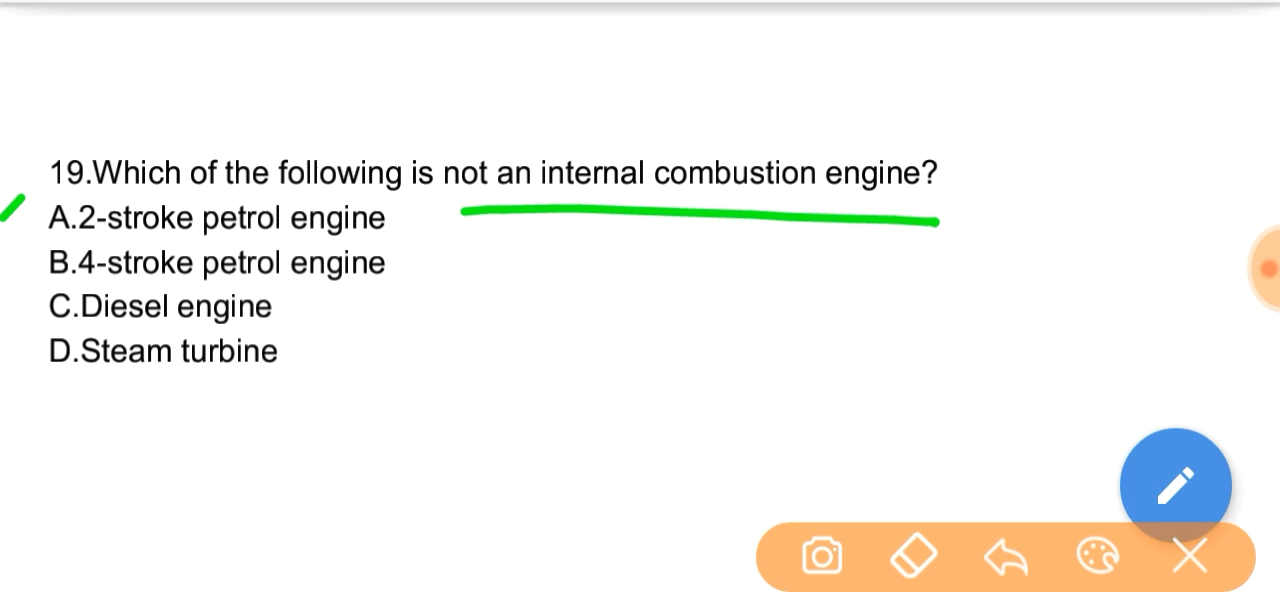 19.Which of the following is not an internal combustion engine?
A.2-stroke petrol engine
B.4-stroke petrol engine
C.Diesel engine
D.Steam turbine